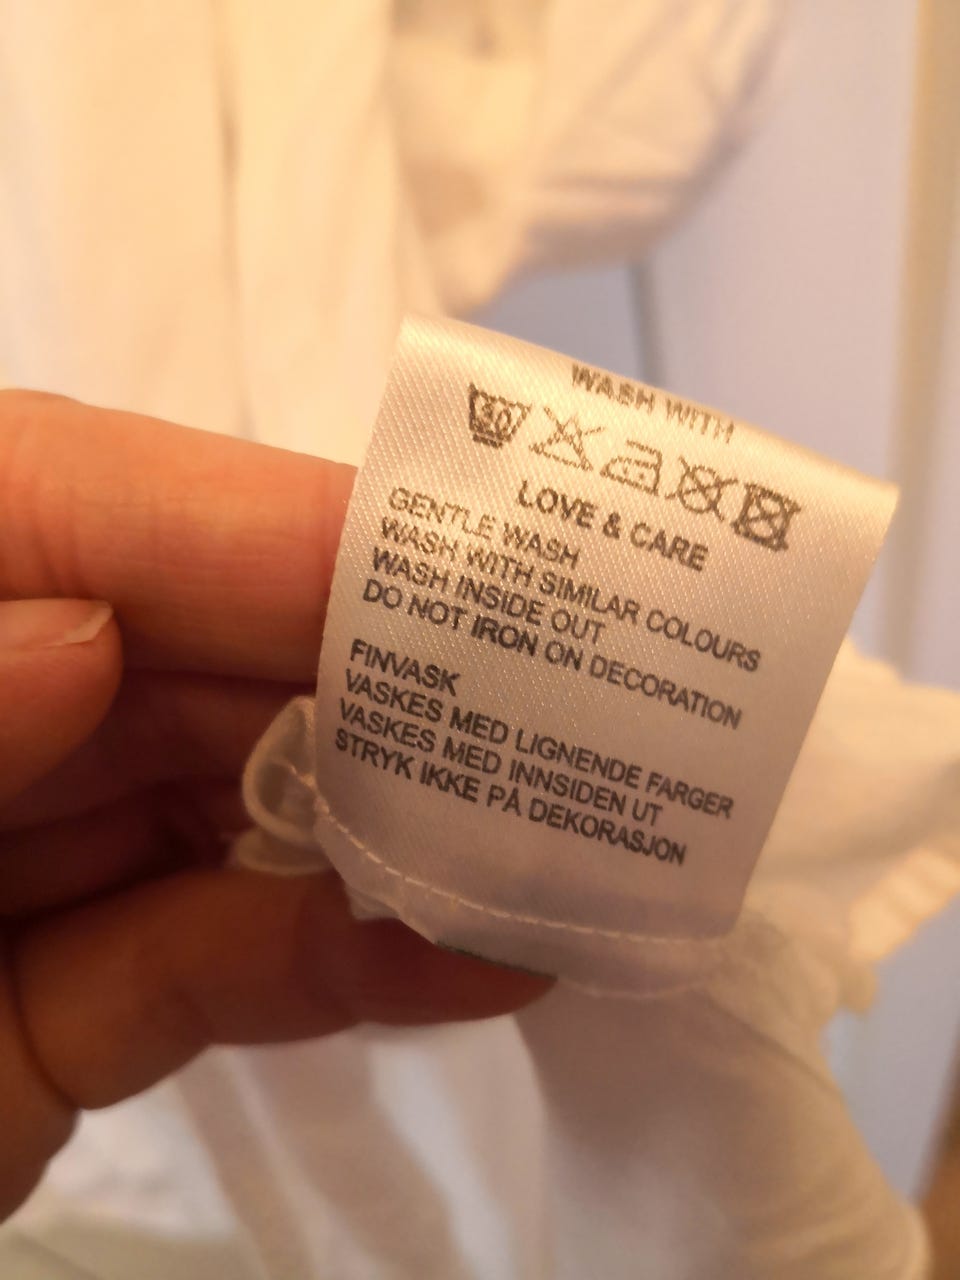 WASH WITH
LOVE & CARE
GENTLE WASH
WASH WITH SIMILAR COLOURS
WASH INSIDE OUT
DO NOT IRON ON DECORATION
FINVASK
VASKES MED LIGNENDE FARGER
VASKES MED INNSIDEN UT
STRYK IKKE PÅ DEKORASJON